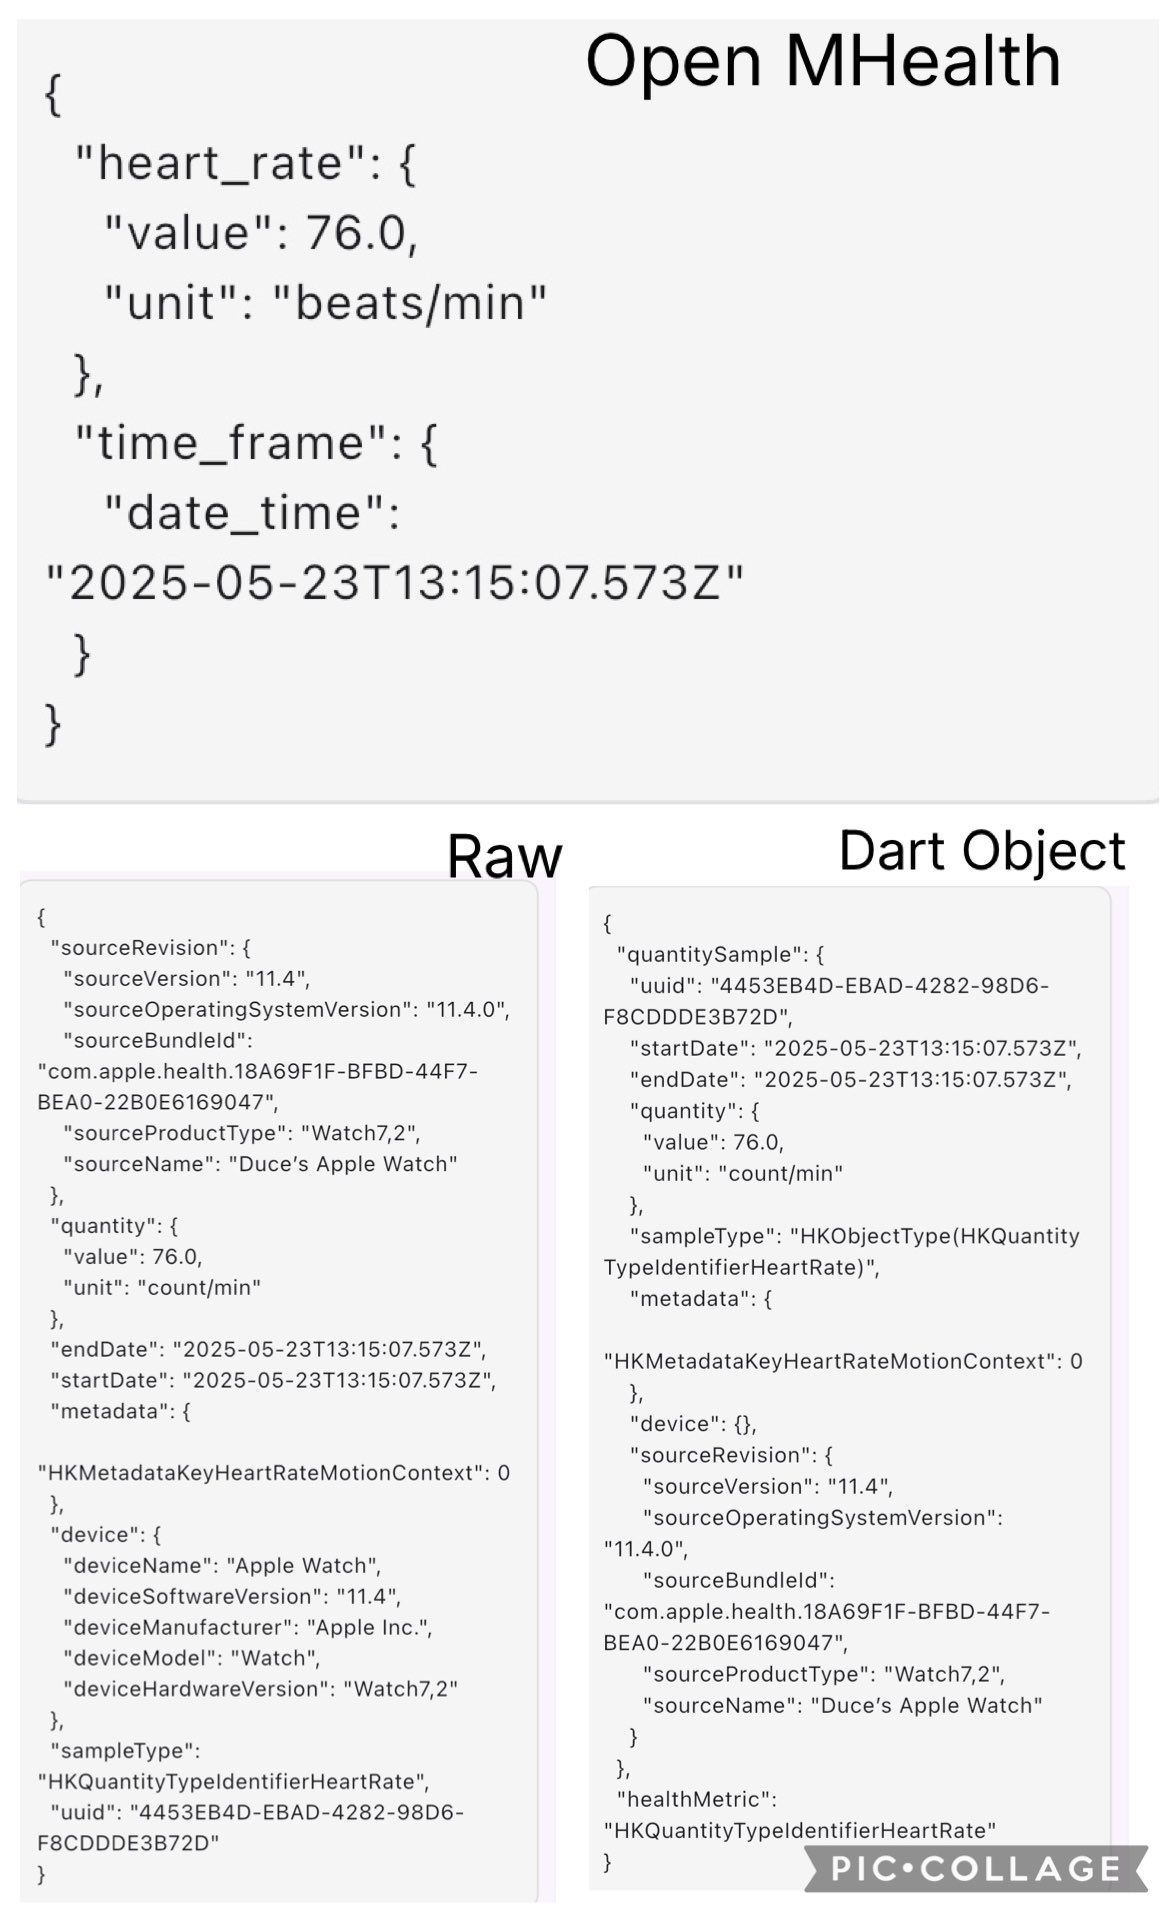 Open MHealth
{
"heart_rate": {
"value": 76.0,
"unit": "beats/min"
},
"time_frame": {
"date_time":
"2025-05-23T13:15:07.573Z"
}
}
Raw
{
"sourceRevision": {
"sourceVersion": "11.4",
"sourceOperatingSystemVersion": "11.4.0",
"sourceBundleId":
"com.apple.health.18A69F1F-BFBD-44F7-
BEA0-22B0E6169047",
"sourceProductType": "Watch7,2",
"sourceName": "Duce’s Apple Watch"
},
"quantity": {
"value": 76.0,
"unit": "count/min"
},
"endDate": "2025-05-23T13:15:07.573Z",
"startDate": "2025-05-23T13:15:07.573Z",
"metadata": {
"HKMetadataKeyHeartRateMotionContext": 0
},
"device": {
"deviceName": "Apple Watch",
"deviceSoftwareVersion": "11.4",
"deviceManufacturer": "Apple Inc.",
"deviceModel": "Watch",
"deviceHardwareVersion": "Watch7,2"
},
"sampleType":
"HKQuantityTypeIdentifierHeartRate",
"uuid": "4453EB4D-EBAD-4282-98D6-
F8CDDDE3B72D"
}
Dart Object
{
"quantitySample": {
"uuid": "4453EB4D-EBAD-4282-98D6-
F8CDDDE3B72D",
"startDate": "2025-05-23T13:15:07.573Z",
"endDate": "2025-05-23T13:15:07.573Z",
"quantity": {
"value": 76.0,
"unit": "count/min"
},
"sampleType": "HKObjectType(HKQuantity
TypeIdentifierHeartRate)",
"metadata": {
"HKMetadataKeyHeartRateMotionContext": 0
},
"device": {},
"sourceRevision": {
"sourceVersion": "11.4",
"sourceOperatingSystemVersion":
"11.4.0",
"sourceBundleId":
"com.apple.health.18A69F1F-BFBD-44F7-
BEA0-22B0E6169047",
"sourceProductType": "Watch7,2",
"sourceName": "Duce’s Apple Watch"
}
},
"healthMetric":
"HKQuantityTypeIdentifierHeartRate"
}
PIC•COLLAGE